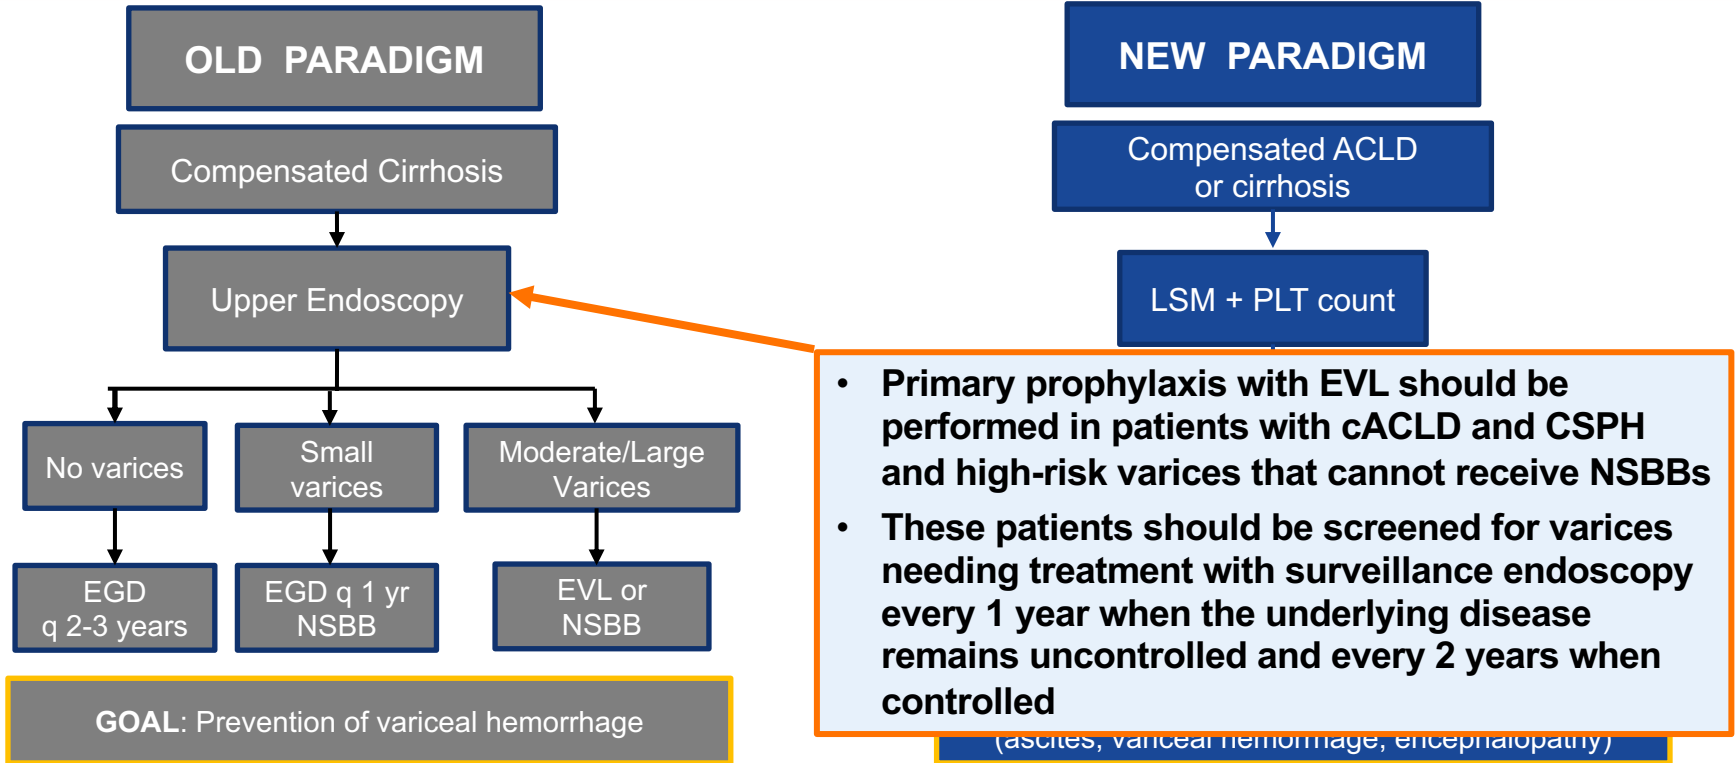 OLD PARADIGM
Compensated Cirrhosis
Upper Endoscopy
No varices
Small
varices
Moderate/Large
Varices
EGD
q 2-3 years
EGD q 1 yr
NSBB
EVL or
NSBB
GOAL: Prevention of variceal hemorrhage
NEW PARADIGM
Compensated ACLD
or cirrhosis
LSM + PLT count
• Primary prophylaxis with EVL should be
performed in patients with cACLD and CSPH
and high-risk varices that cannot receive NSBBs
• These patients should be screened for varices
needing treatment with surveillance endoscopy
every 1 year when the underlying disease
remains uncontrolled and every 2 years when
controlled
(ascites, variceal hemorrhage, encephalopathy)